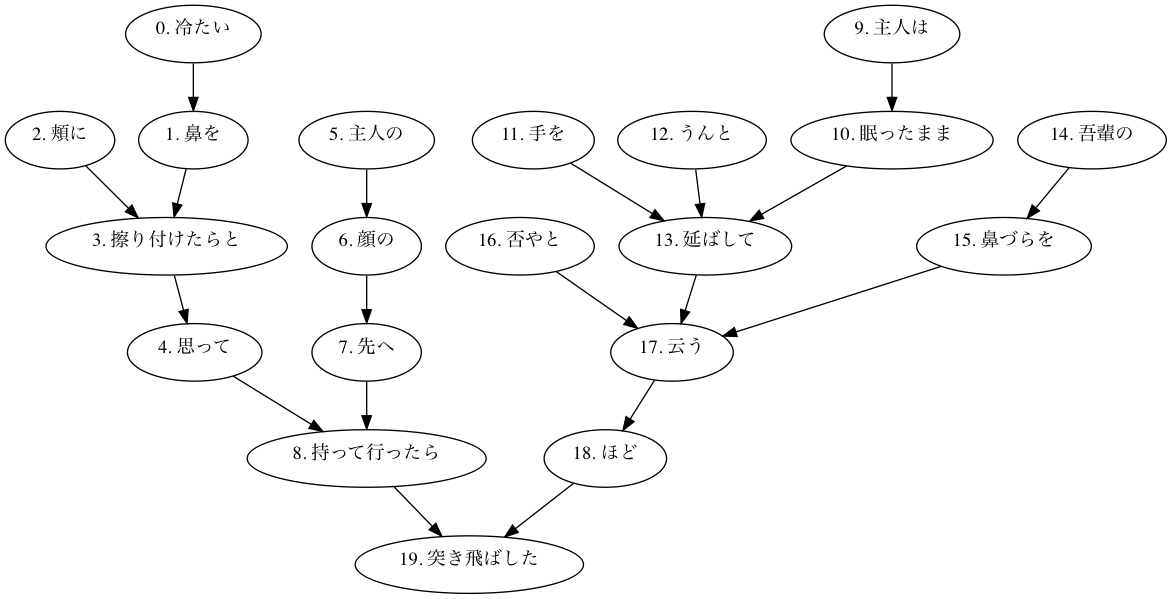 0. 冷たい
9. 主人は
2. 頬に
1. 鼻を
5. 主人の
11. 手を
12. うんと
10. 眠ったまま
14. 吾輩の
3. 擦り付けたらと
6. 顔の
16. 否やと
13. 延ばして
15. 鼻づらを
4. 思って
7. 先へ
17. 云う
8. 持って行ったら
18. ほど
19. 突き飛ばした